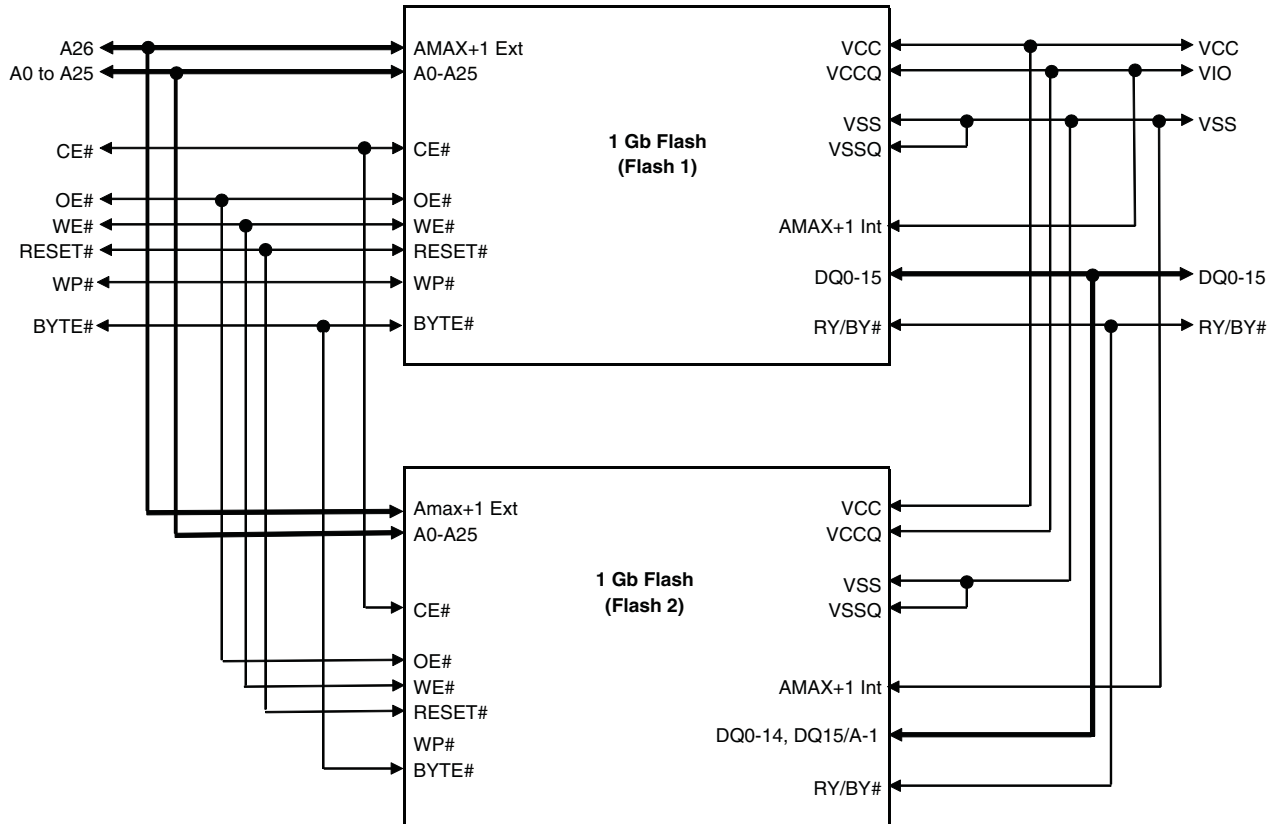 A26
A0 to A25
CE#
OE#
WE#
RESET#
WP#
BYTE#
AMAX+1 Ext
A0-A25
CE#
OE#
WE#
RESET#
WP#
BYTE#
1 Gb Flash
(Flash 1)
VCC
VCCQ
VSS
VSSQ
AMAX+1 Int
DQ0-15
RY/BY#
VCC
VIO
VSS
DQ0-15
RY/BY#
Amax+1 Ext
A0-A25
CE#
OE#
WE#
RESET#
WP#
BYTE#
1 Gb Flash
(Flash 2)
VCC
VCCQ
VSS
VSSQ
AMAX+1 Int
DQ0-14, DQ15/A-1
RY/BY#